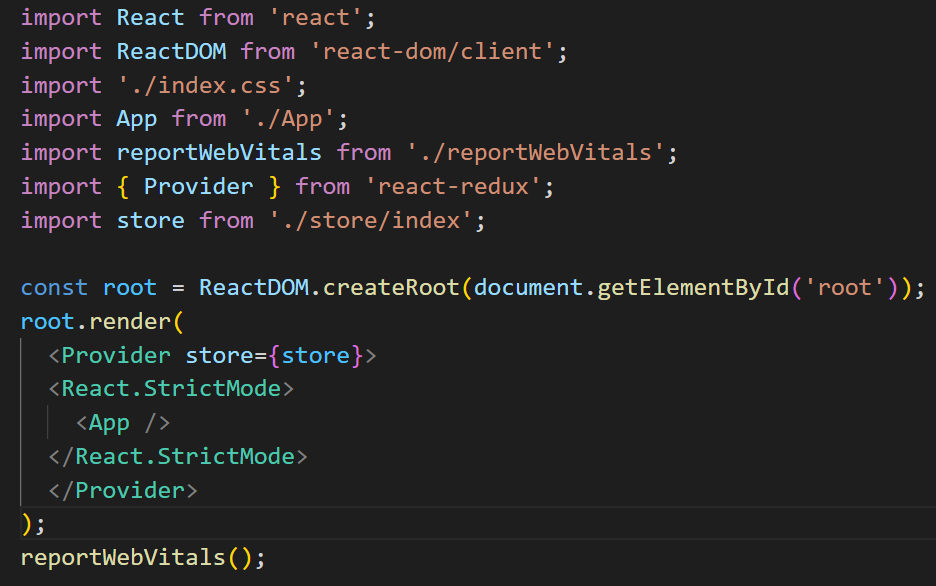 import React from 'react';
import ReactDOM from 'react-dom/client';
import './index.css';
import App from './App';
import reportWebVitals from './reportWebVitals';
import { Provider } from 'react-redux';
import store from './store/index';

const root = ReactDOM.createRoot(document.getElementById('root'));
root.render(
  <Provider store={store}>
  <React.StrictMode>
    <App />
  </React.StrictMode>
  </Provider>
);
reportWebVitals();